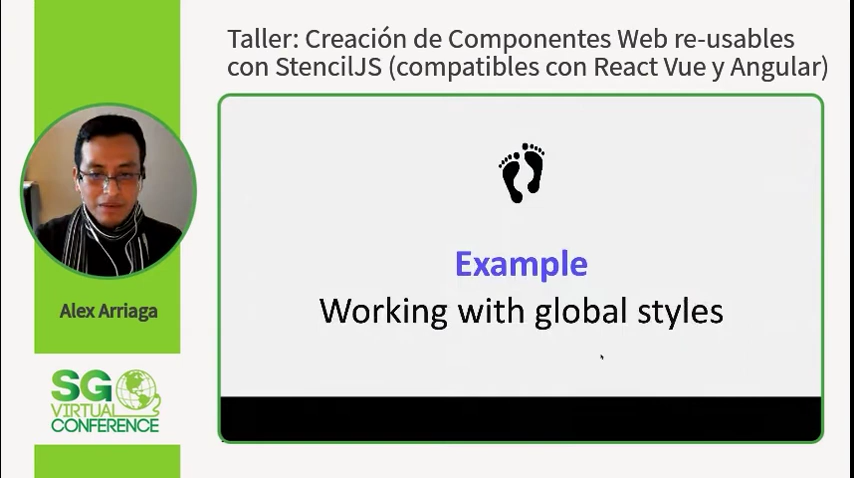 Taller: Creación de Componentes Web re-usables
con StencilJS (compatibles con React Vue y Angular)
Example
Working with global styles
Alex Arriaga
SG
VIRTUAL
CONFERENCE